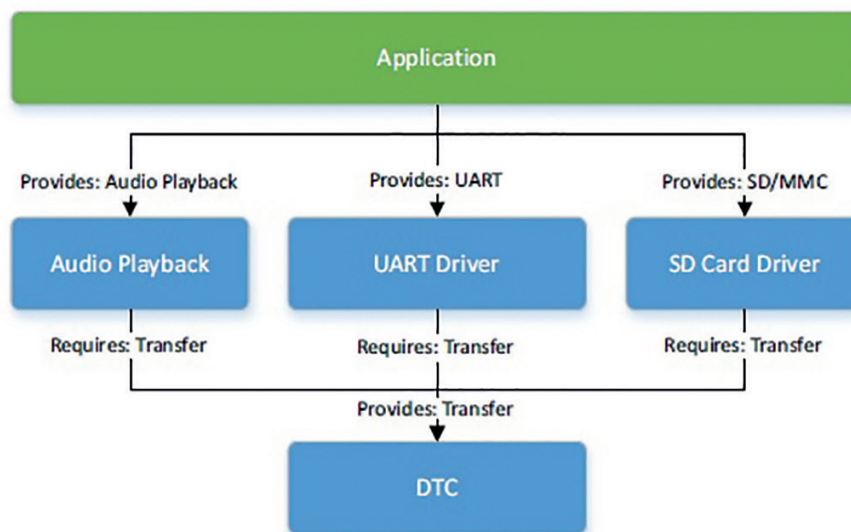 Application
Provides: Audio Playback
Provides: UART
Provides: SD/MMC
Audio Playback
UART Driver
SD Card Driver
Requires: Transfer
Requires: Transfer
Requires: Transfer
Provides: Transfer
DTC